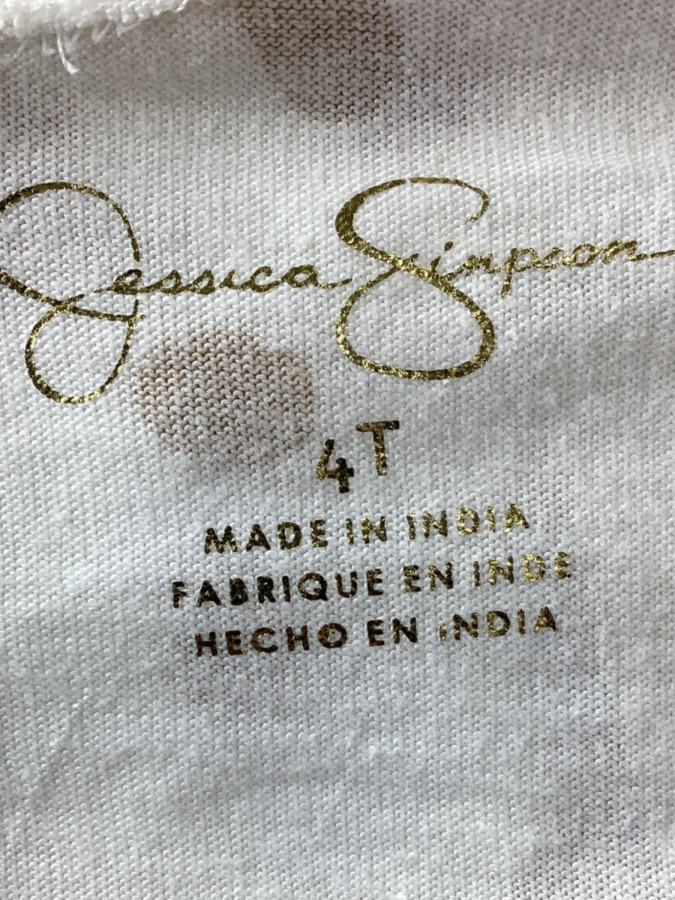 Jessica Simpson
4T
MADE IN INDIA
FABRIQUE EN INDE
HECHO EN INDIA